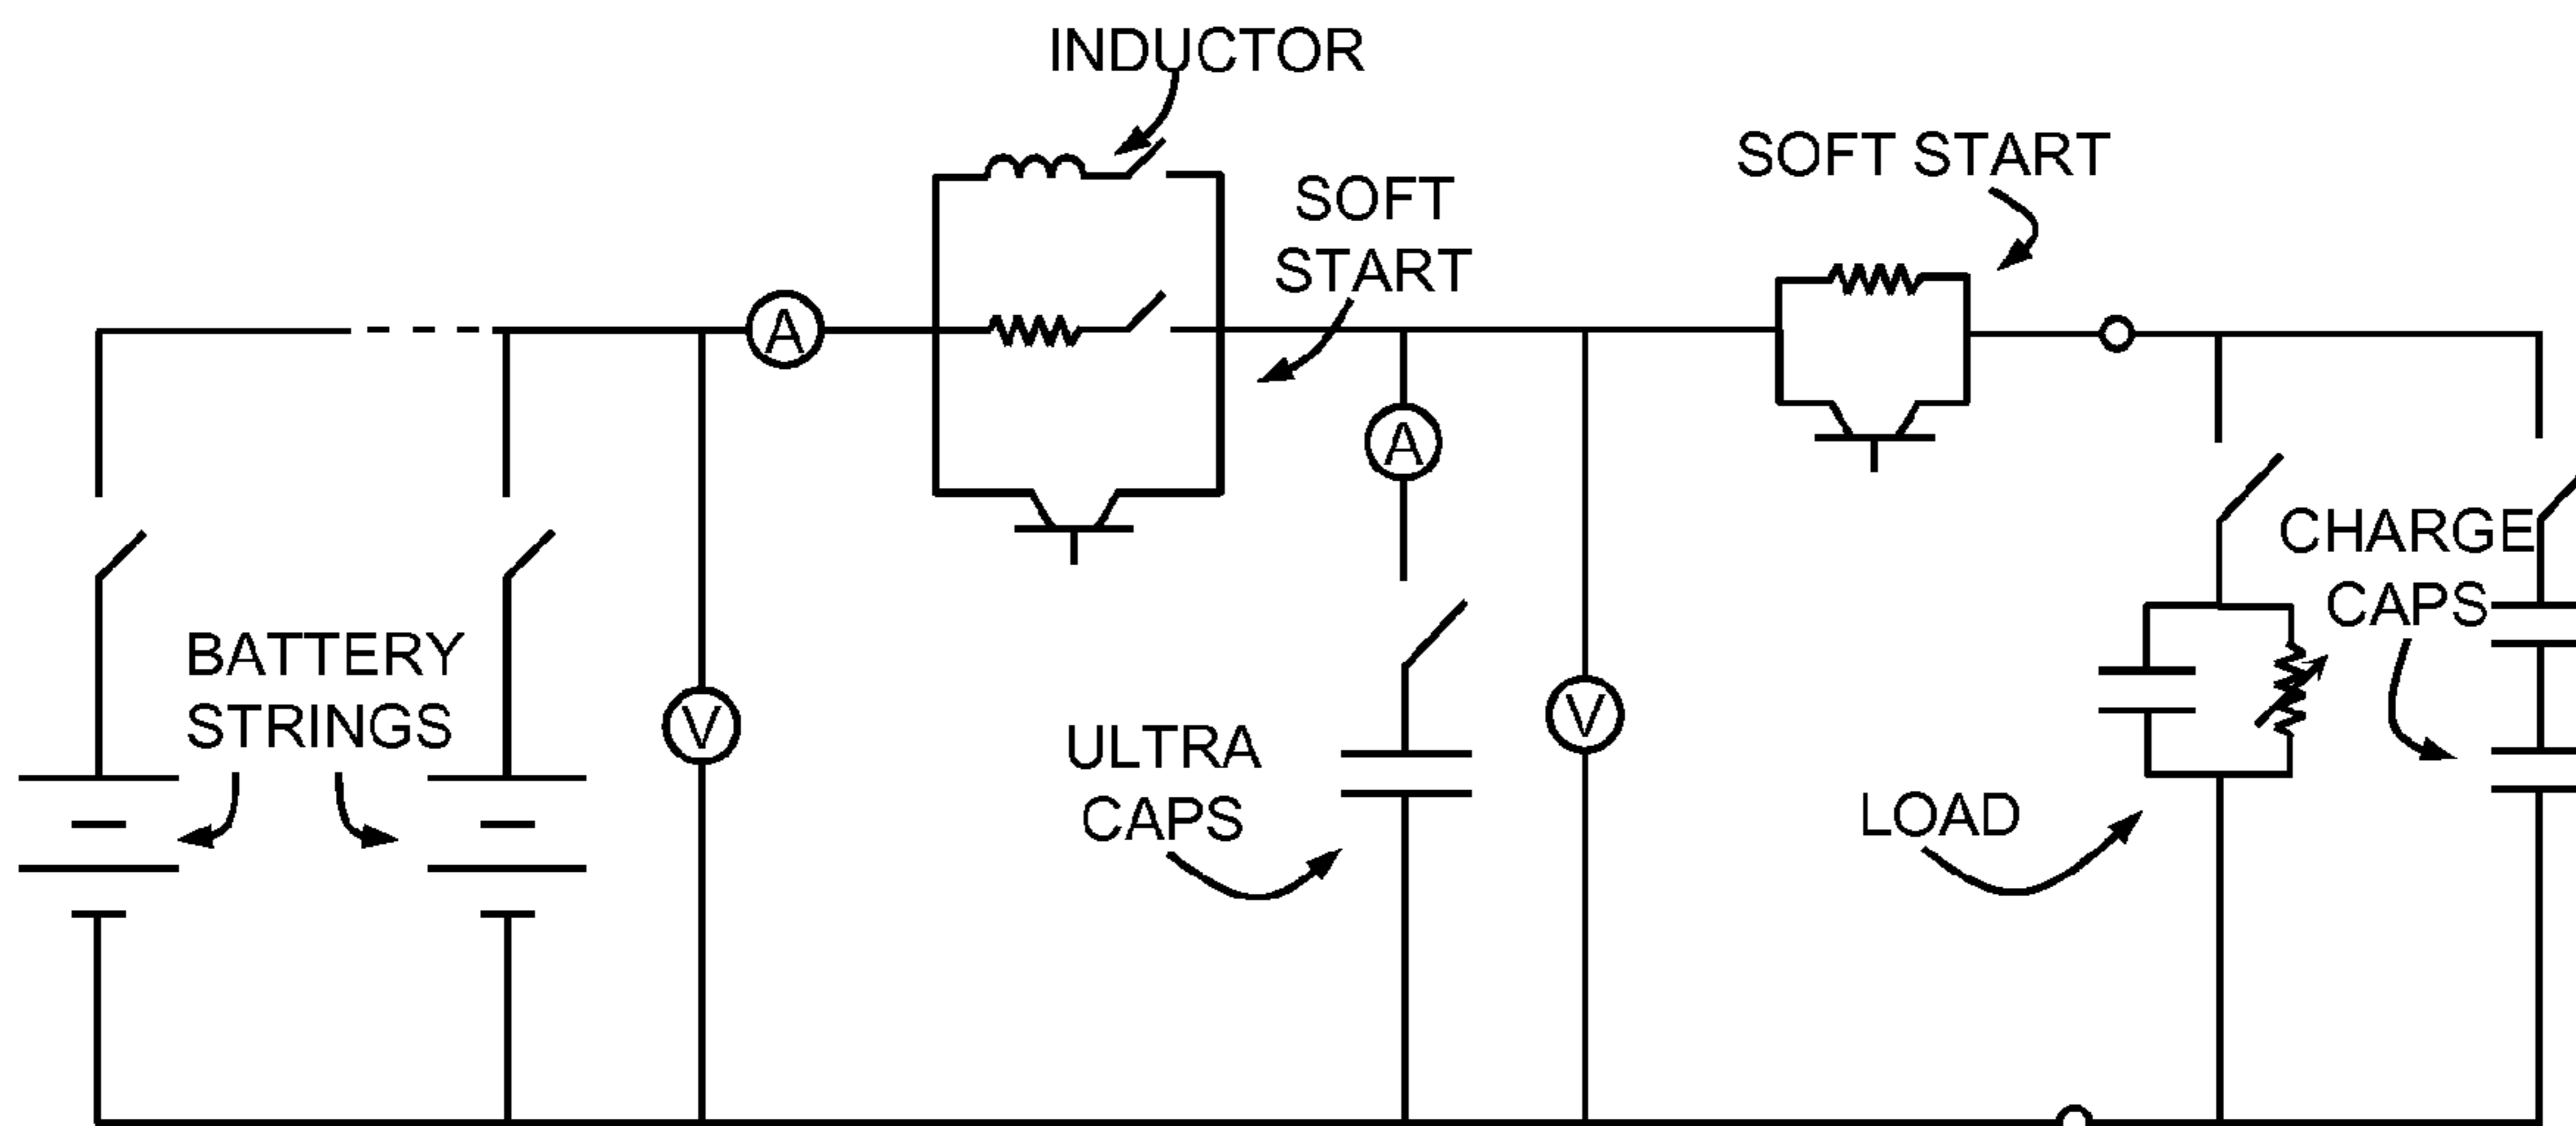 INDUCTOR
SOFT START
SOFT
START
A
A
CHARGE
CAPS
BATTERY
STRINGS
V
V
ULTRA
CAPS
LOAD